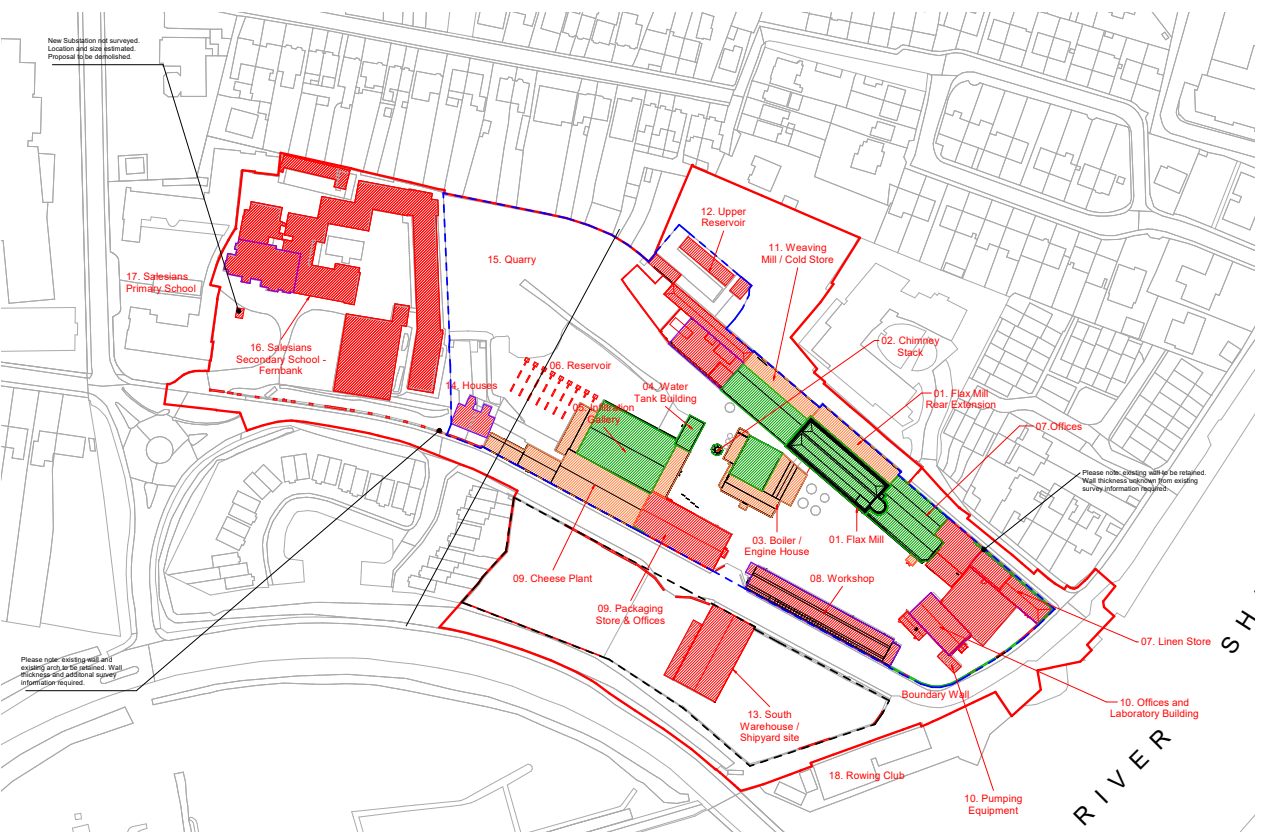 New Substation not surveyed.
Location and size estimated.
Proposal to be demolished.
12. Upper
Reservoir
11. Weaving
Mill / Cold Store
15. Quarry
17. Salesians
Primary School
16. Salesians
Secondary School -
Fernbank
02. Chimney
Stack
06. Reservoir
14. Houses
04. Water
Tank Building
05. Infiltration
Gallery
01. Flax Mill
Rear Extension
07.Offices
Please note: existing wall to be retained.
Wall thickness unknown from existing
survey information required.
03. Boiler /
Engine House
01. Flax Mill
09. Cheese Plant
08. Workshop
09. Packaging
Store & Offices
07. Linen Store
Please note: existing wall and
existing arch to be retained. Wall
thickness and additonal survey
information required.
Boundary Wall
10. Offices and
Laboratory Building
13. South
Warehouse /
Shipyard site
18. Rowing Club
10. Pumping
Equipment
RIVER SH